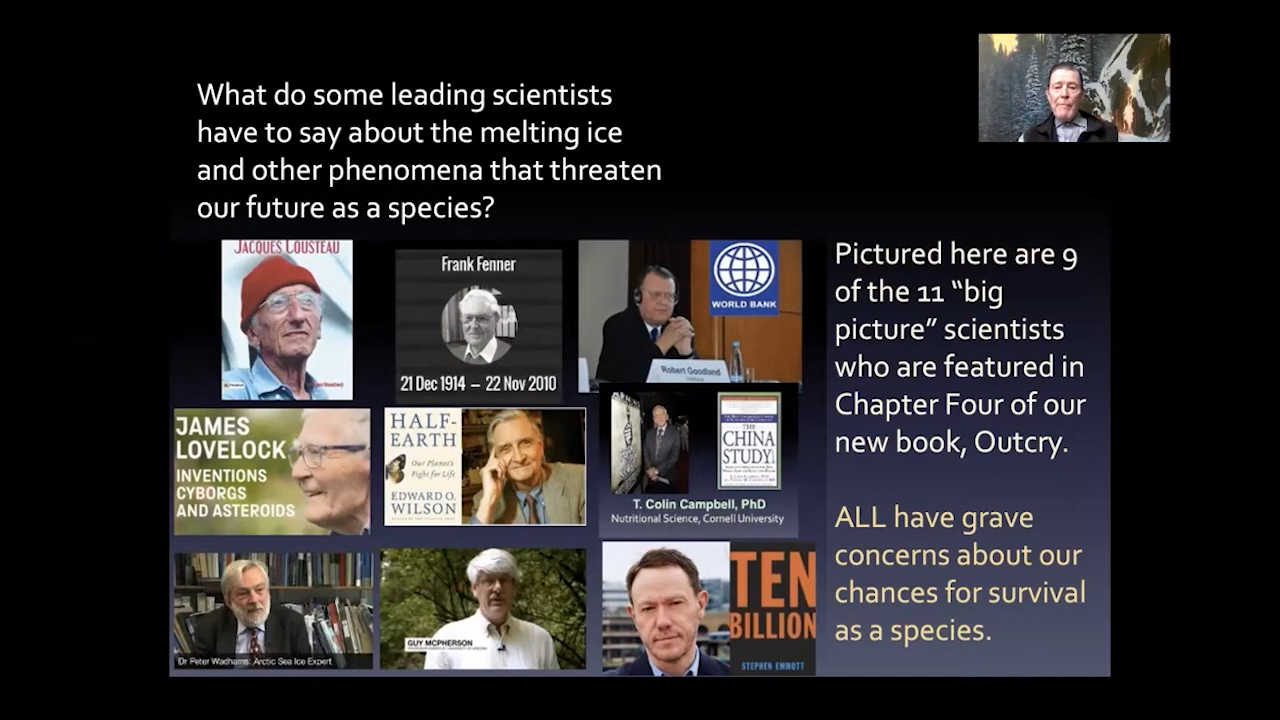 What do some leading scientists
have to say about the melting ice
and other phenomena that threaten
our future as a species?
JACQUES COUSTEAU
Frank Fenner
21 Dec 1914 – 22 Nov 2010
WORLD BANK
Robert Goodland
JAMES
LOVELOCK
INVENTIONS
CYBORGS
AND ASTEROIDS
HALF-
EARTH
Our Planet's
Fight for Life
EDWARD O.
WILSON
THE
CHINA
STUDY
T. Colin Campbell, PhD
Nutritional Science, Cornell University
Dr Peter Wadhams: Arctic Sea Ice Expert
GUY MCPHERSON
TEN
BILLION
STEPHEN EMMOTT
Pictured here are 9
of the 11 “big
picture” scientists
who are featured in
Chapter Four of our
new book, Outcry.
ALL have grave
concerns about our
chances for survival
as a species.